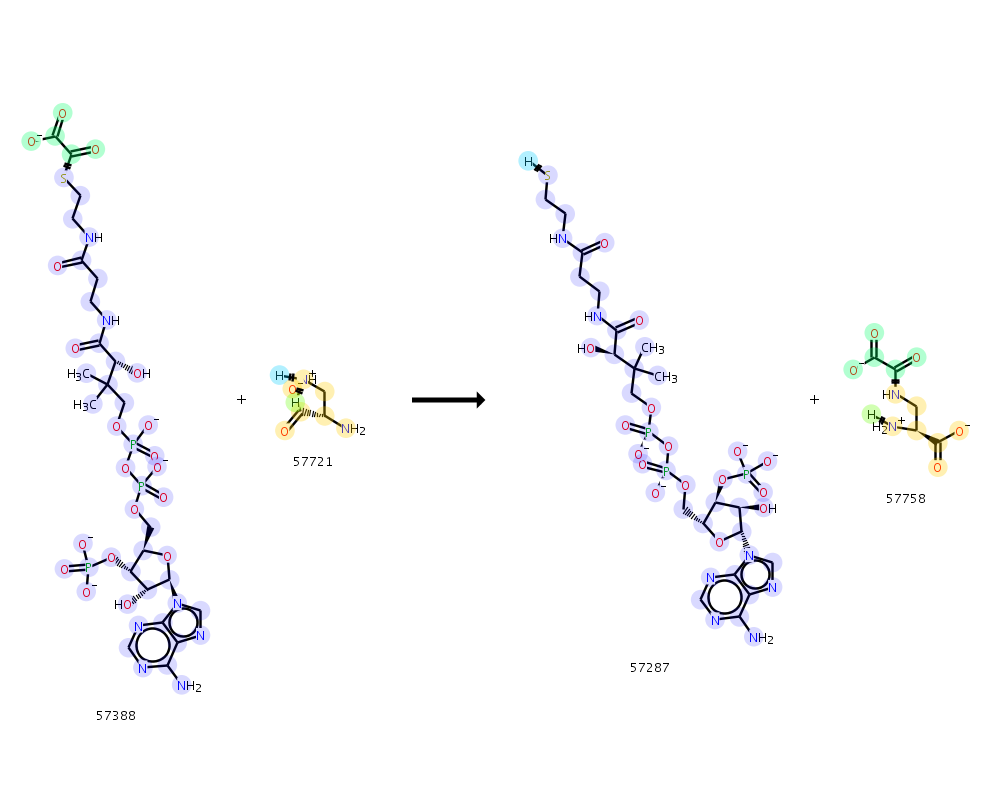 O
O⁻ O
S
NH
O
NH
O
H₃C OH
H₃C
O O⁻
P
O O O⁻
P O
O
O⁻ O O
O P
O⁻ HO
N N
N N
NH₂
57388
+
H NH⁺
O⁻
H
O NH₂
57721
+
H S
HN O
HN O
HO CH₃
CH₃
O
O P
O⁻ O
O P
O⁻ O
O⁻ P O⁻
O O
OH
O
N N
N N
NH₂
57287
+
O
O⁻ O
HN
H H₂N⁺ O⁻
O
57758